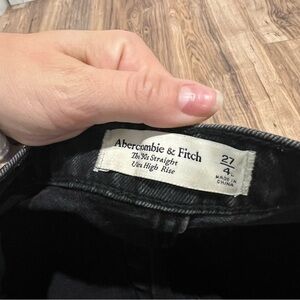 Abercrombie & Fitch
The '90s Straight
Ultra High Rise
27
4
MADE IN
CHINA